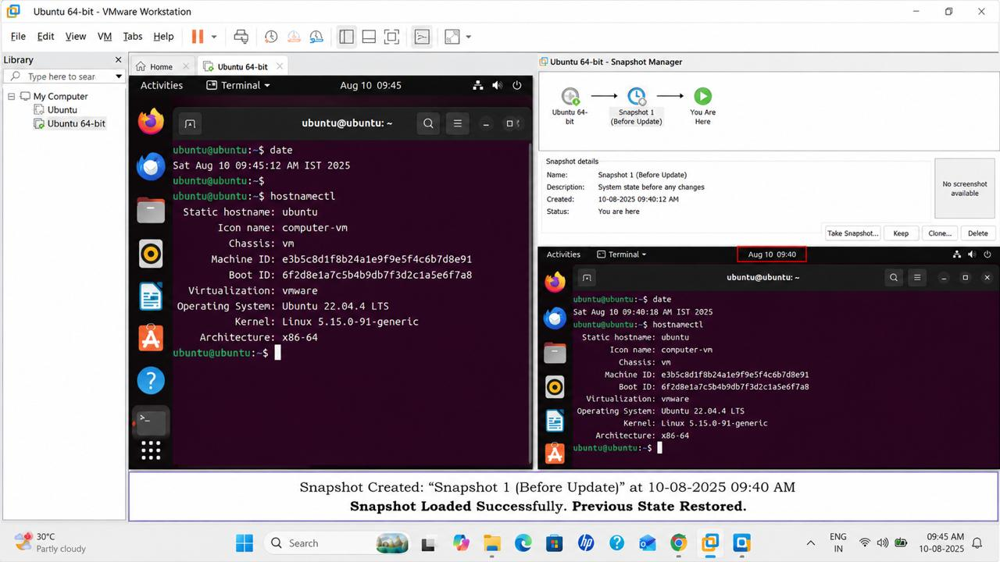 Ubuntu 64-bit - VMware Workstation
File Edit View VM Tabs Help
Library
Type here to sear
My Computer
Ubuntu
Ubuntu 64-bit
Home
Ubuntu 64-bit
Activities Terminal Aug 10 09:45
ubuntu@ubuntu: ~
ubuntu@ubuntu:~$ date
Sat Aug 10 09:45:12 AM IST 2025
ubuntu@ubuntu:~$
ubuntu@ubuntu:~$ hostnamectl
Static hostname: ubuntu
Icon name: computer-vm
Chassis: vm
Machine ID: e3b5c8d1f8b24a1e9f9e5f4c6b7d8e91
Boot ID: 6f2d8e1a7c5b4b9db7f3d2c1a5e6f7a8
Virtualization: vmware
Operating System: Ubuntu 22.04.4 LTS
Kernel: Linux 5.15.0-91-generic
Architecture: x86-64
ubuntu@ubuntu:~$
Ubuntu 64-bit - Snapshot Manager
Ubuntu 64-
bit
Snapshot 1
(Before Update)
You Are
Here
Snapshot details
Name: Snapshot 1 (Before Update)
Description: System state before any changes
Created: 10-08-2025 09:40:12 AM
Status: You are here
No screenshot
available
Take Snapshot... Keep Clone... Delete
Activities Terminal Aug 10 09:40
ubuntu@ubuntu: ~
ubuntu@ubuntu:~$ date
Sat Aug 10 09:40:18 AM IST 2025
ubuntu@ubuntu:~$ hostnamectl
Static hostname: ubuntu
Icon name: computer-vm
Chassis: vm
Machine ID: e3b5c8d1f8b24a1e9f9e5f4c6b7d8e91
Boot ID: 6f2d8e1a7c5b4b9db7f3d2c1a5e6f7a8
Virtualization: vmware
Operating System: Ubuntu 22.04.4 LTS
Kernel: Linux 5.15.0-91-generic
Architecture: x86-64
ubuntu@ubuntu:~$
Snapshot Created: “Snapshot 1 (Before Update)” at 10-08-2025 09:40 AM
Snapshot Loaded Successfully. Previous State Restored.
30°C
Partly cloudy
Search
hp
ENG
IN
09:45 AM
10-08-2025